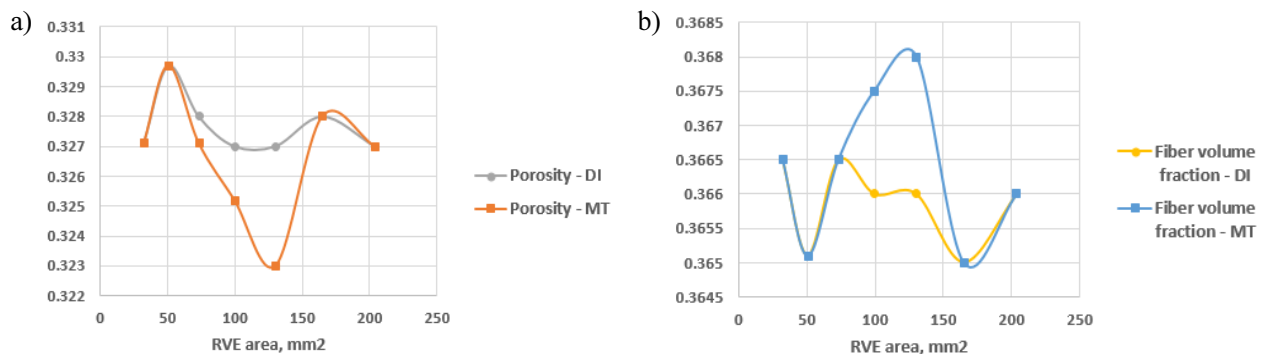 a)
0.331
0.33
0.329
0.328
0.327
0.326
0.325
0.324
0.323
0.322
0 50 100 150 200 250
RVE area, mm2
Porosity - DI
Porosity - MT
b)
0.3685
0.368
0.3675
0.367
0.3665
0.366
0.3655
0.365
0.3645
0 50 100 150 200 250
RVE area, mm2
Fiber volume
fraction - DI
Fiber volume
fraction - MT